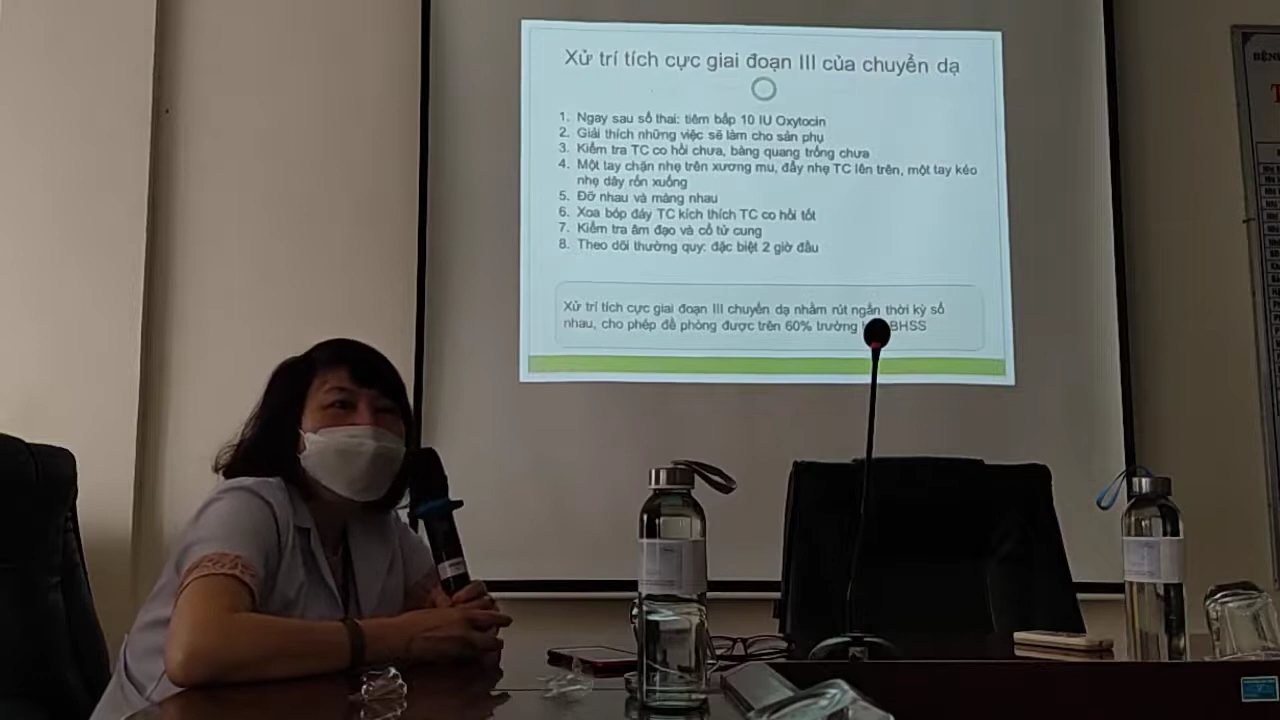 Xử trí tích cực giai đoạn III của chuyển dạ
1. Ngay sau sổ thai: tiêm bắp 10 IU Oxytocin
2. Giải thích những việc sẽ làm cho sản phụ
3. Kiểm tra TC co hồi chưa, bàng quang trống chưa
4. Một tay chặn nhẹ trên xương mu, đẩy nhẹ TC lên trên, một tay kéo
nhẹ dây rốn xuống
5. Đỡ nhau và màng nhau
6. Xoa bóp đáy TC kích thích TC co hồi tốt
7. Kiểm tra âm đạo và cổ tử cung
8. Theo dõi thường quy: đặc biệt 2 giờ đầu
Xử trí tích cực giai đoạn III chuyển dạ nhằm rút ngắn thời kỳ sổ
nhau, cho phép đề phòng được trên 60% trường BHSS